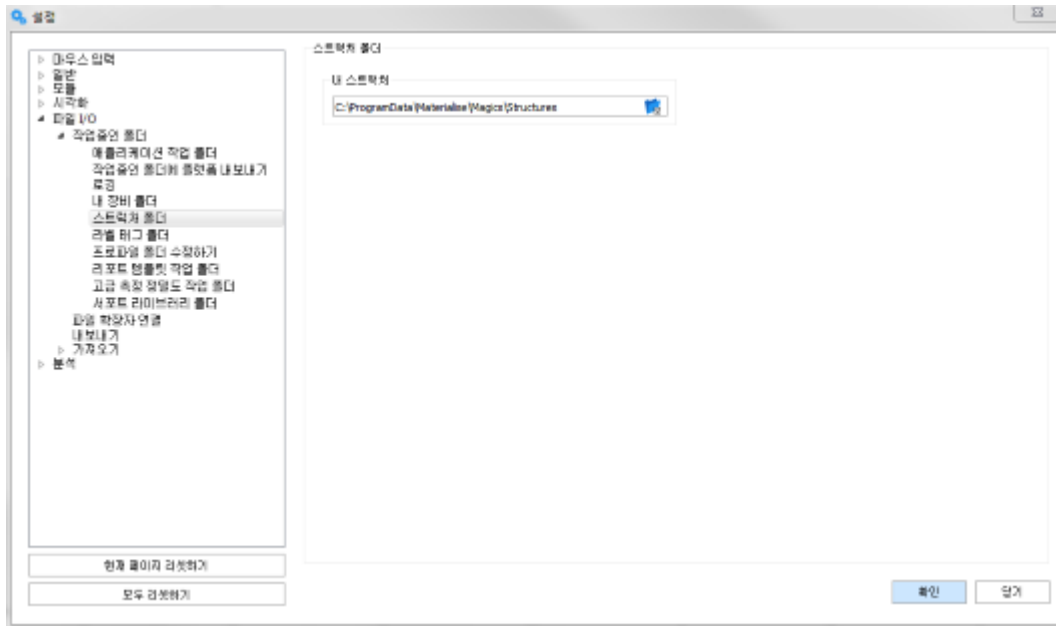 설정
마우스 입력
일반
모듈
시각화
파일 I/O
작업중인 폴더
애플리케이션 작업 폴더
작업중인 폴더에 플랫폼 내보내기
로깅
내 장비 폴더
스트럭처 폴더
라벨 태그 폴더
프로파일 폴더 수정하기
리포트 템플릿 작업 폴더
고급 측정 정밀도 작업 폴더
서포트 라이브러리 폴더
파일 확장자 연결
내보내기
가져오기
분석
현재 페이지 리셋하기
모두 리셋하기
스트럭처 폴더
내 스트럭처
C:\ProgramData\Materialise\Magics\Structures
확인
닫기